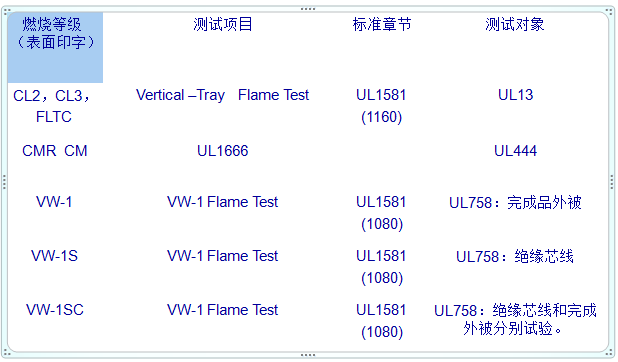 燃烧等级 测试项目 标准章节 测试对象
（表面印字）
CL2，CL3， Vertical –Tray Flame Test UL1581 UL13
FLTC (1160)
CMR CM UL1666 UL444
VW-1 VW-1 Flame Test UL1581 UL758：完成品外被
(1080)
VW-1S VW-1 Flame Test UL1581 UL758：绝缘芯线
(1080)
VW-1SC VW-1 Flame Test UL1581 UL758：绝缘芯线和完成
(1080) 外被分别试验。